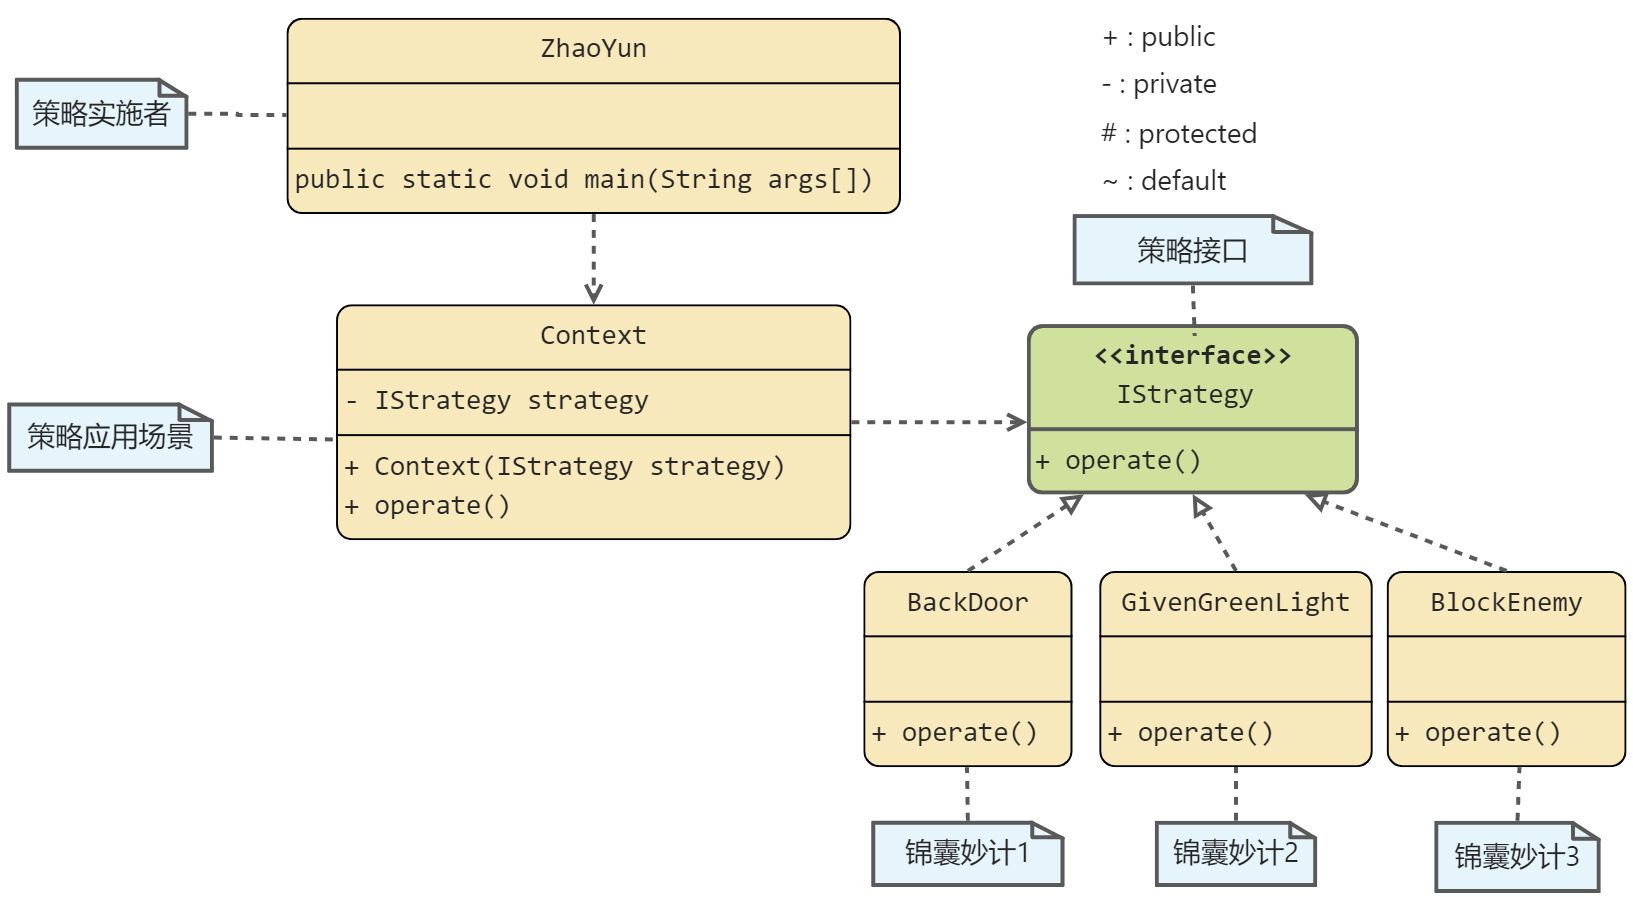 ZhaoYun
public static void main(String args[])
策略实施者
+ : public
- : private
# : protected
~ : default
策略接口
Context
- IStrategy strategy
+ Context(IStrategy strategy)
+ operate()
策略应用场景
<<interface>>
IStrategy
+ operate()
BackDoor
+ operate()
GivenGreenLight
+ operate()
BlockEnemy
+ operate()
锦囊妙计1
锦囊妙计2
锦囊妙计3